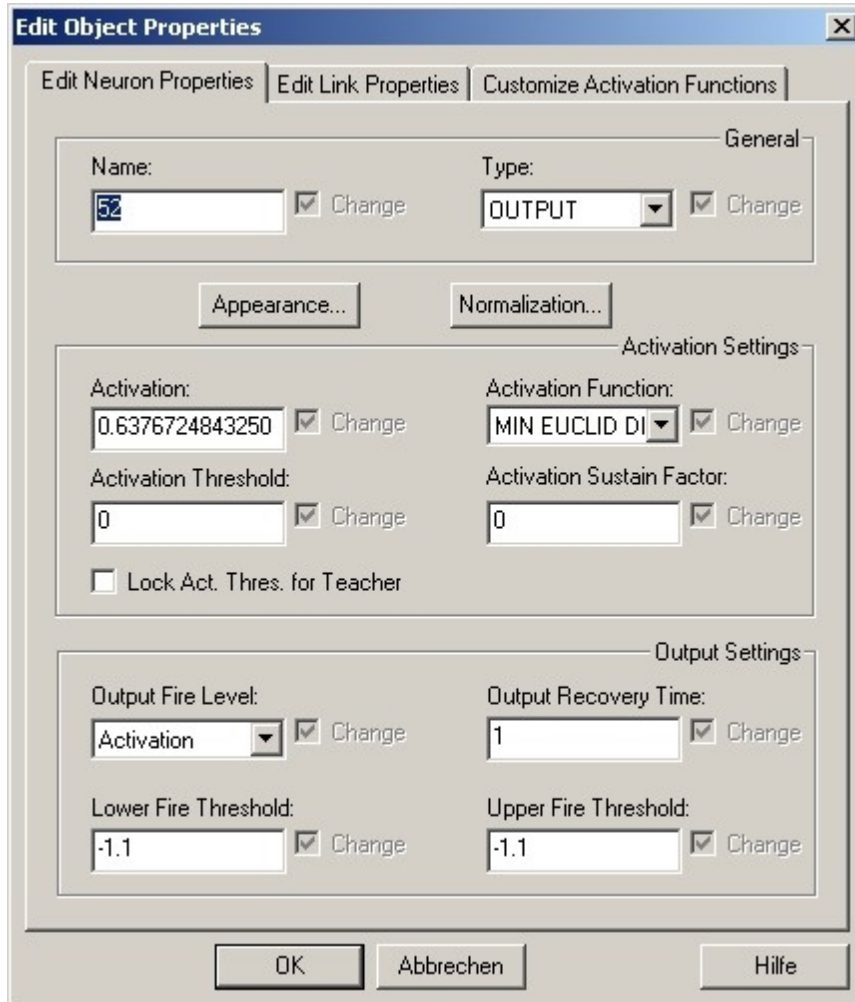 Edit Object Properties
Edit Neuron Properties Edit Link Properties Customize Activation Functions
General
Name: Type:
52 Change OUTPUT Change
Appearance... Normalization...
Activation Settings
Activation: Activation Function:
0.6376724843250 Change MIN EUCLID DI Change
Activation Threshold: Activation Sustain Factor:
0 Change 0 Change
Lock Act. Thres. for Teacher
Output Settings
Output Fire Level: Output Recovery Time:
Activation Change 1 Change
Lower Fire Threshold: Upper Fire Threshold:
-1.1 Change -1.1 Change
OK Abbrechen Hilfe